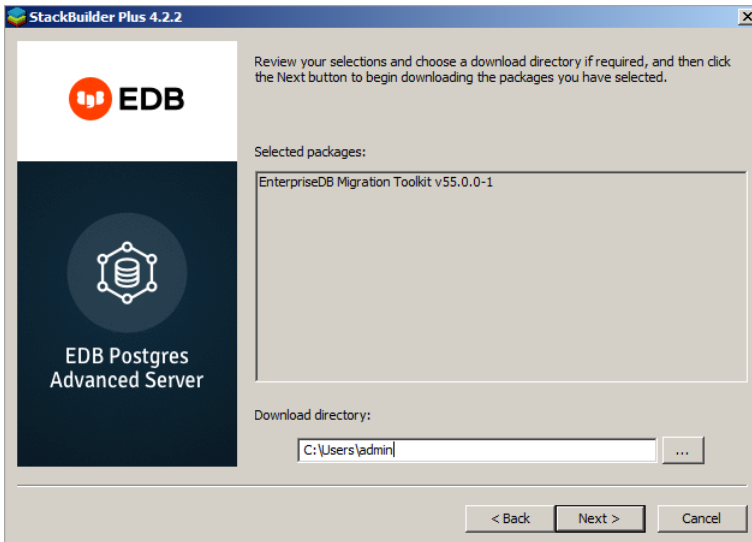 StackBuilder Plus 4.2.2
EDB
Review your selections and choose a download directory if required, and then click
the Next button to begin downloading the packages you have selected.
Selected packages:
EnterpriseDB Migration Toolkit v55.0.0-1
EDB Postgres
Advanced Server
Download directory:
C:\Users\admin
...
< Back
Next >
Cancel